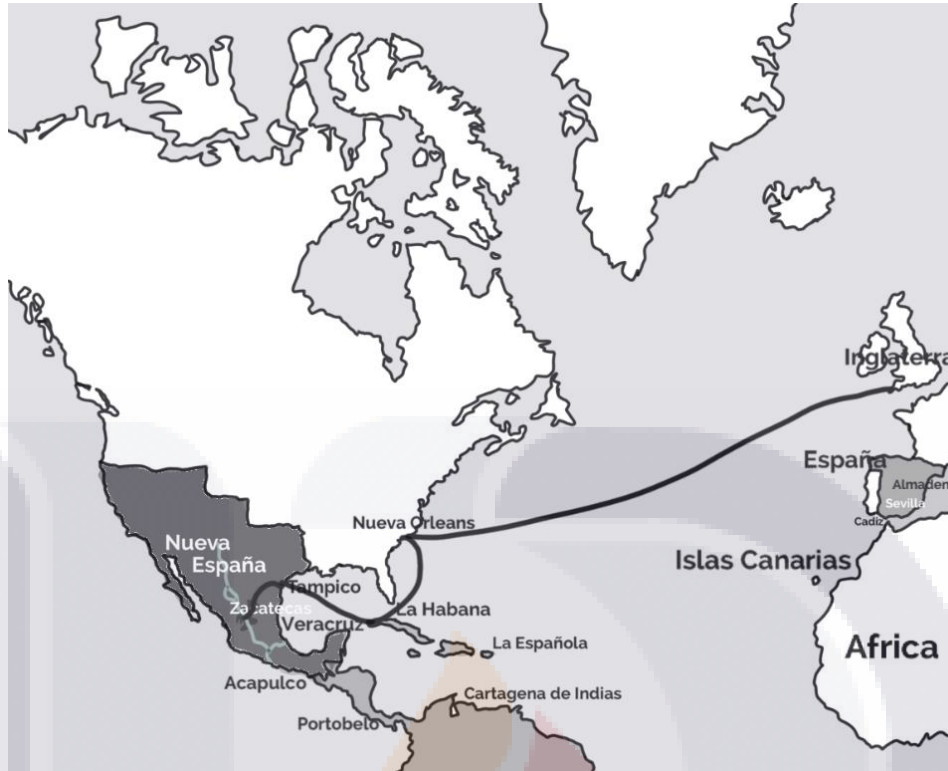 Inglaterra
España
Almaden
Sevilla
Cadiz
Nueva Orleans
Nueva
España
Islas Canarias
Tampico
Zacatecas
La Habana
Veracruz
La Española
Africa
Acapulco
Cartagena de Indias
Portobelo